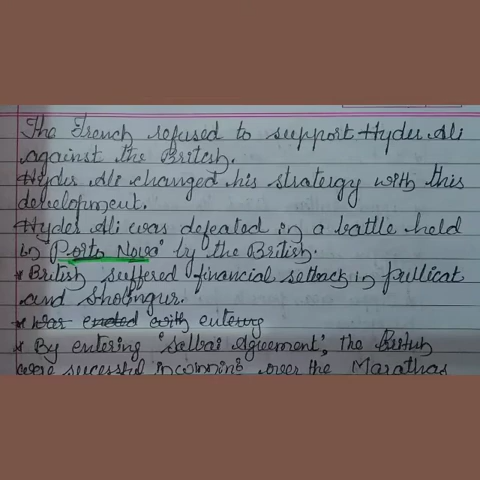 The French refused to support Hyder Ali
against the British.
Hyder Ali changed his stratergy with this
development.
Hyder Ali was defeated in a battle held
in 'Porto Novo' by the British.
* British suffered financial setback in pullicat
and Sholingur.
* War ended with entering
* By entering 'salbai Agreement', the British
were sucessful in winning over the Marathas